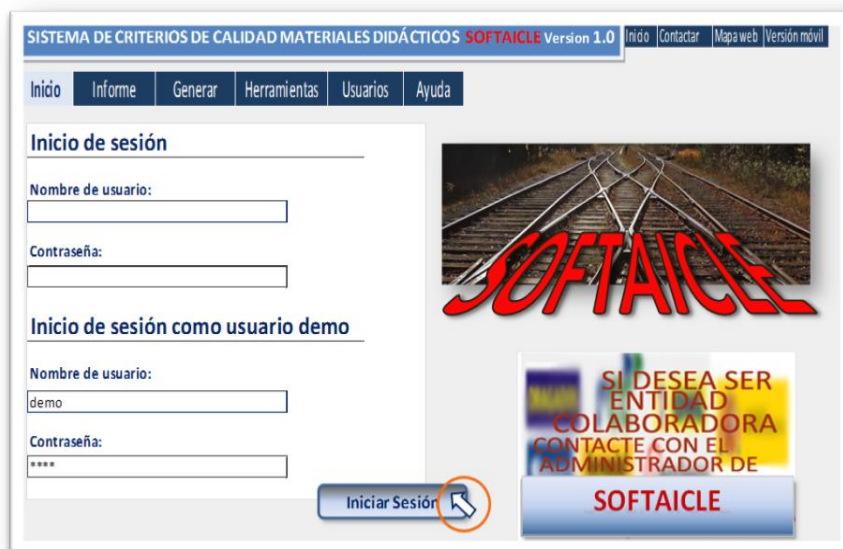 SISTEMA DE CRITERIOS DE CALIDAD MATERIALES DIDÁCTICOS SOFTAICLE Version 1.0
Inicio Contactar Mapa web Versión móvil
Inicio Informe Generar Herramientas Usuarios Ayuda
Inicio de sesión
Nombre de usuario:
Contraseña:
Inicio de sesión como usuario demo
Nombre de usuario:
demo
Contraseña:
****
Iniciar Sesión
SOFTAICLE
SI DESEA SER
ENTIDAD
COLABORADORA
CONTACTE CON EL
ADMINISTRADOR DE
SOFTAICLE